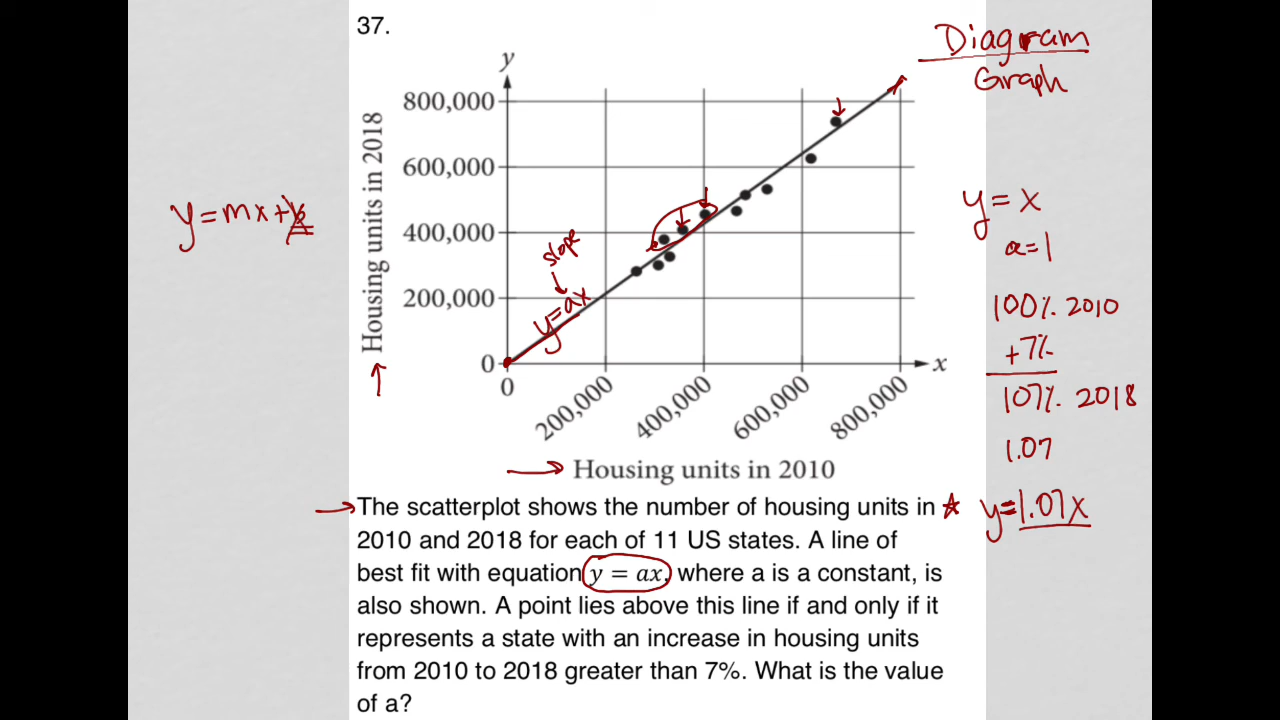 37.
Diagram
Graph
y
800,000
600,000
400,000
200,000
0
Housing units in 2018
y=mx+b
slope
y=ax
0
200,000
400,000
600,000
800,000
x
Housing units in 2010
y=x
a=1
100% 2010
+7%
107% 2018
1.07
y=1.07x
The scatterplot shows the number of housing units in
2010 and 2018 for each of 11 US states. A line of
best fit with equation y = ax, where a is a constant, is
also shown. A point lies above this line if and only if it
represents a state with an increase in housing units
from 2010 to 2018 greater than 7%. What is the value
of a?